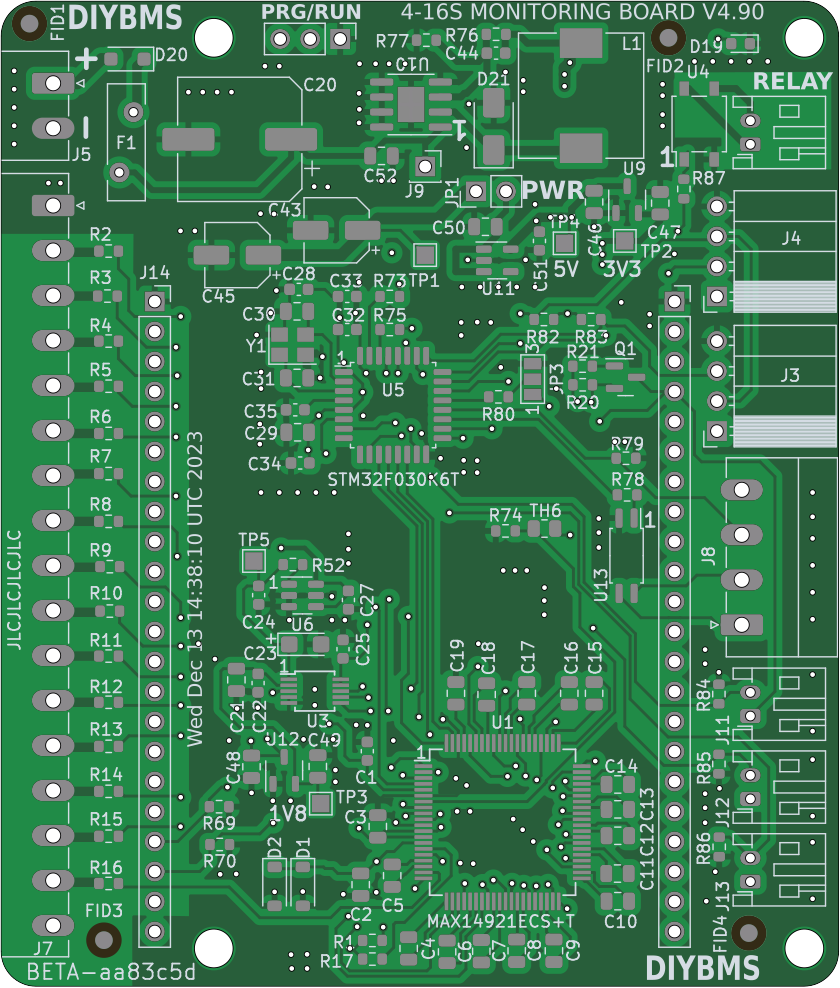 FID1
DIYBMS
PRG/RUN
4-16S MONITORING BOARD V4.90
R77
R76
C44
L1
FID2
D19
+
D20
U10
D21
U4
RELAY
C20
F1
J5
1
1
C52
J9
JP1
PWR
U9
R87
R2
C43
C50
TP4
C46
C47
TP2
J4
R3
J14
C45
TP1
U11
C51
5V
3V3
C28
C33
R73
C30
C32
R75
R82
R83
R4
Y1
1
3
R21
Q1
R5
C31
U5
JP3
R20
J3
R6
C35
C29
R80
1
R79
R7
C34
STM32F030K6T
R78
R8
R74
TH6
1
JLCJLCJLCJLC
Wed Dec 13 14:38:10 UTC 2023
R9
TP5
R52
U13
J8
R10
1
C24
C27
U6
R11
+
C23
C25
1
C19
C18
C17
C16
C15
R12
C21
C22
U3
R84
J11
R13
U12
C49
C48
C1
1
U1
C14
R14
R85
C13
TP3
J12
R15
R69
1V8
C3
C12
R70
R86
R16
D2
D1
C11
C2
C5
J13
FID3
C10
MAX14921ECS+T
J7
R1
R17
C4
C6
C7
C8
C9
FID4
BETA-aa83c5d
DIYBMS